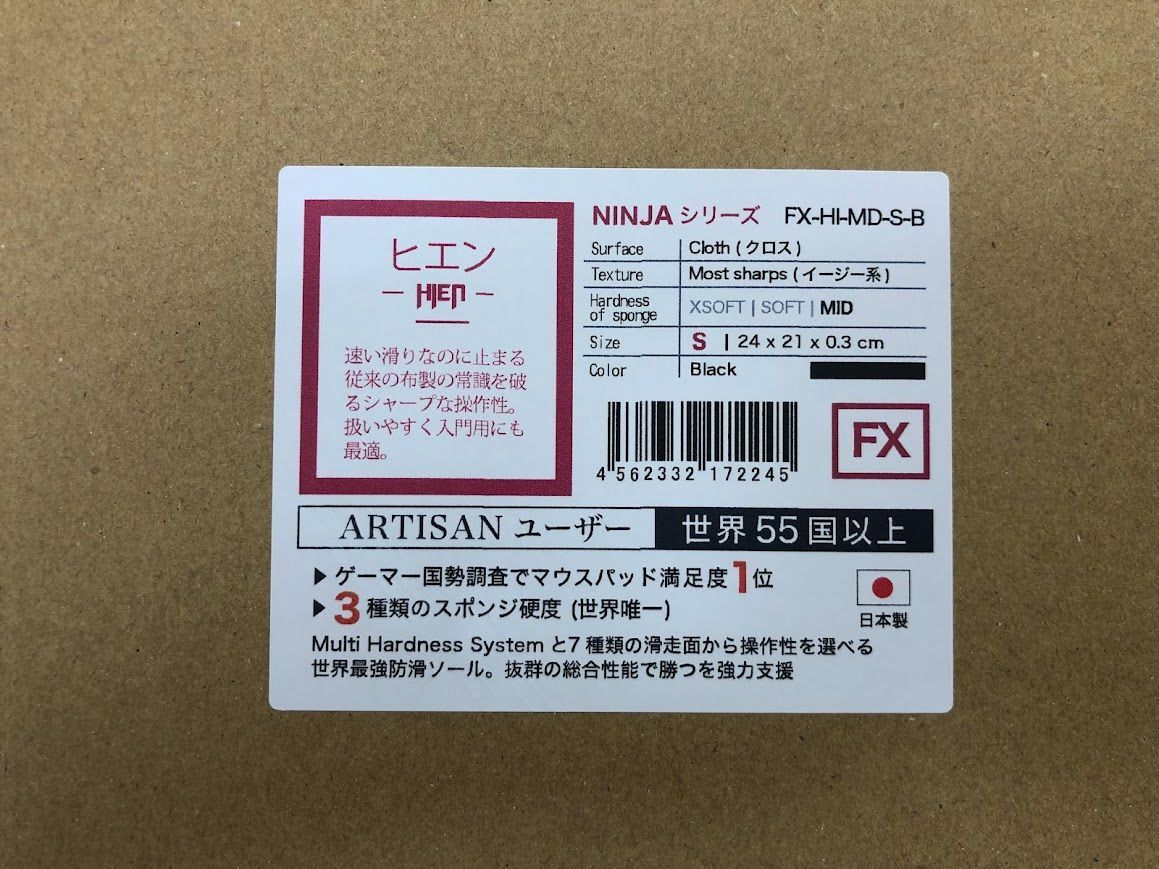 ヒエン
HIEN
速い滑りなのに止まる
従来の布製の常識を破
るシャープな操作性。
扱いやすく入門用にも
最適。
NINJA シリーズ FX-HI-MD-S-B
Surface Cloth (クロス)
Texture Most sharps (イージー系)
Hardness of sponge XSOFT | SOFT | MID
Size S | 24 x 21 x 0.3 cm
Color Black
4 562332 172245
FX
ARTISAN ユーザー 世界 55 国以上
▶ ゲーマー国勢調査でマウスパッド満足度 1 位
▶ 3 種類のスポンジ硬度 (世界唯一)
日本製
Multi Hardness System と7 種類の滑走面から操作性を選べる
世界最強防滑ソール。抜群の総合性能で勝つを強力支援